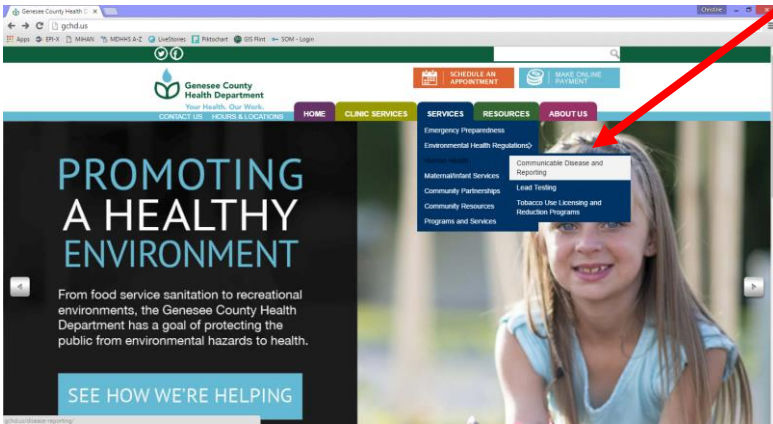 Genesee County Health D
Christine
gchd.us
Apps EPI-X MIHAN MDHHS A-Z LiveStories Piktochart GIS Flint SOM - Login
Genesee County
Health Department
Your Health. Our Work.
SCHEDULE AN
APPOINTMENT
MAKE ONLINE
PAYMENT
CONTACT US HOURS & LOCATIONS
HOME CLINIC SERVICES SERVICES RESOURCES ABOUT US
Emergency Preparedness
Environmental Health Regulations
Human Health
Maternal/Infant Services
Community Partnerships
Community Resources
Programs and Services
Communicable Disease and
Reporting
Lead Testing
Tobacco Use Licensing and
Reduction Programs
PROMOTING
A HEALTHY
ENVIRONMENT
From food service sanitation to recreational
environments, the Genesee County Health
Department has a goal of protecting the
public from environmental hazards to health.
SEE HOW WE'RE HELPING
gchd.us/disease-reporting/